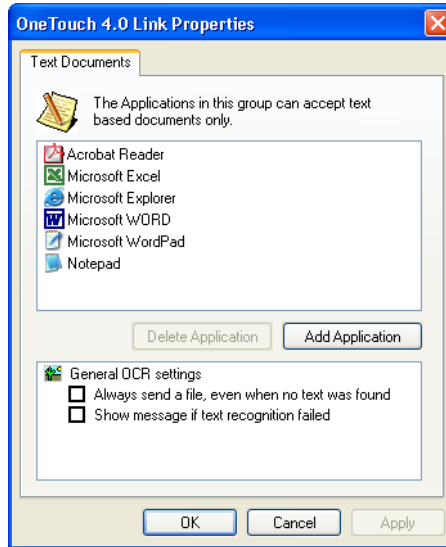 OneTouch 4.0 Link Properties
Text Documents
The Applications in this group can accept text
based documents only.
Acrobat Reader
Microsoft Excel
Microsoft Explorer
Microsoft WORD
Microsoft WordPad
Notepad
Delete Application Add Application
General OCR settings
Always send a file, even when no text was found
Show message if text recognition failed
OK Cancel Apply